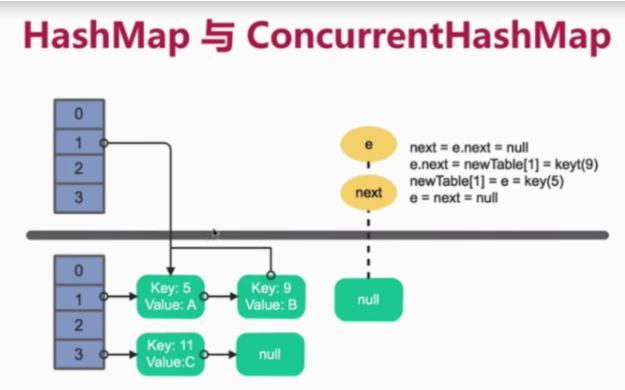 HashMap 与 ConcurrentHashMap
0
1
2
3
e
next
next = e.next = null
e.next = newTable[1] = keyt(9)
newTable[1] = e = key(5)
e = next = null
0
1
2
3
Key: 5
Value: A
Key: 9
Value: B
null
Key: 11
Value:C
null